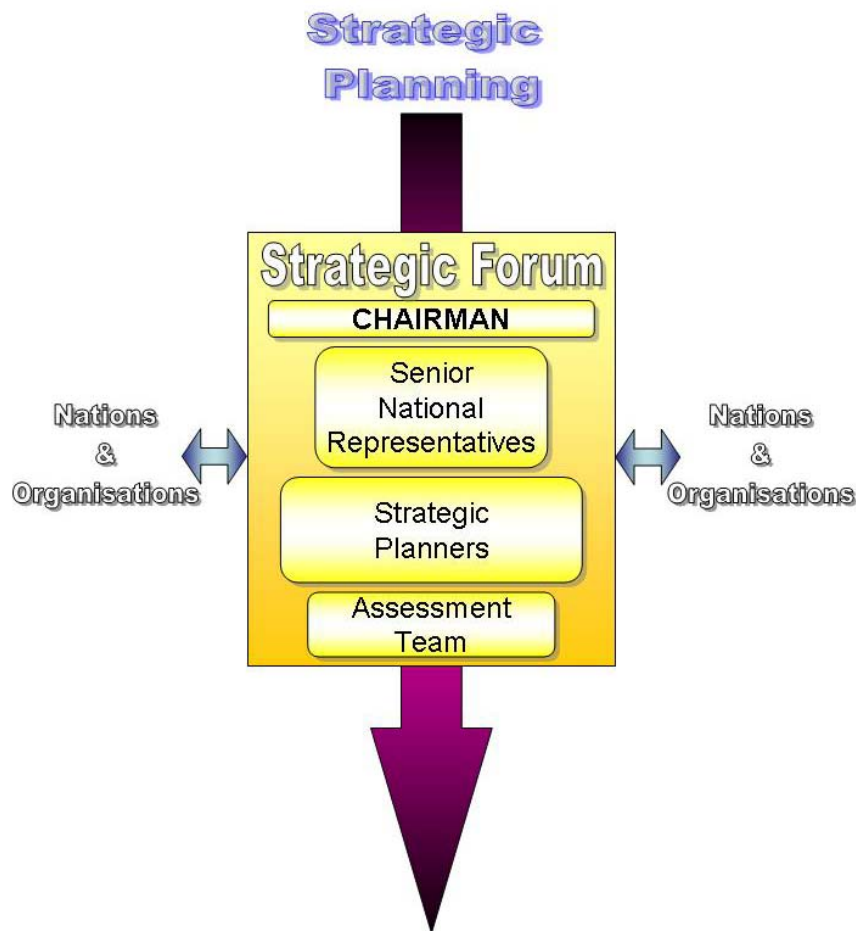 Strategic
Planning
Strategic Forum
CHAIRMAN
Senior
National
Representatives
Nations
&
Organisations
Nations
&
Organisations
Strategic
Planners
Assessment
Team